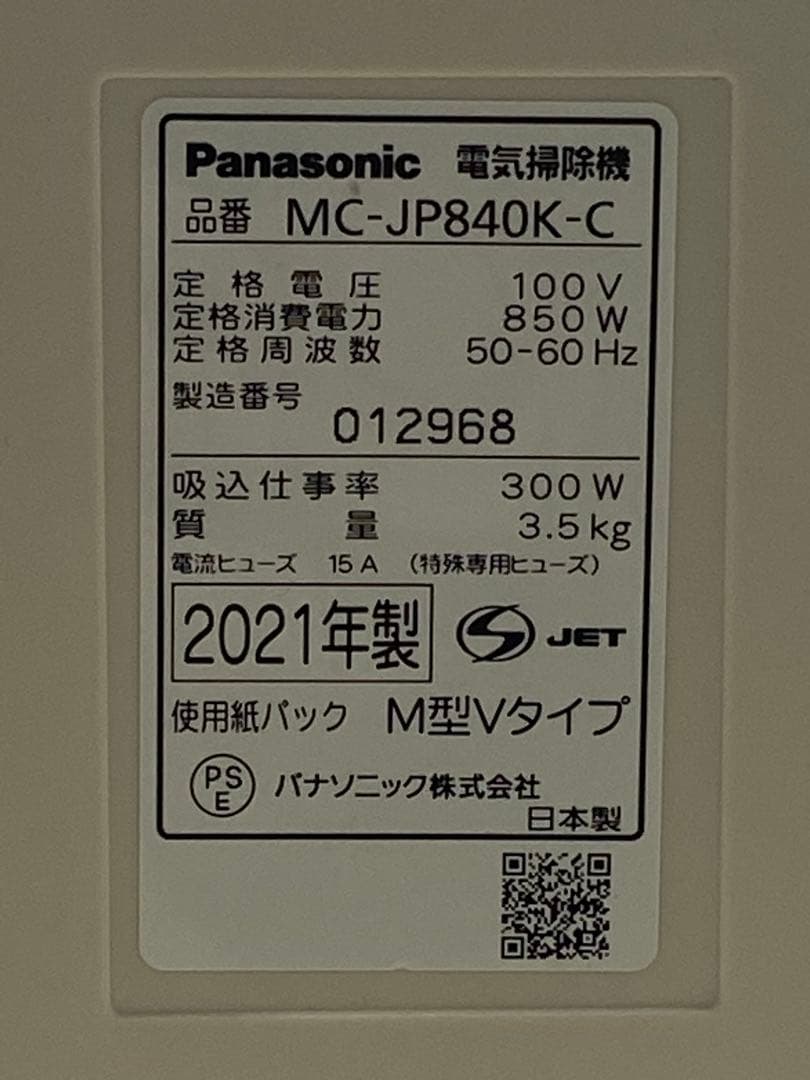 Panasonic 電気掃除機
品番 MC-JP840K-C
定格電圧 100V
定格消費電力 850W
定格周波数 50-60Hz
製造番号
012968
吸込仕事率 300W
質量 3.5kg
電流ヒューズ 15A (特殊専用ヒューズ)
2021年製 S JET
使用紙パック M型Vタイプ
PS
E パナソニック株式会社
日本製